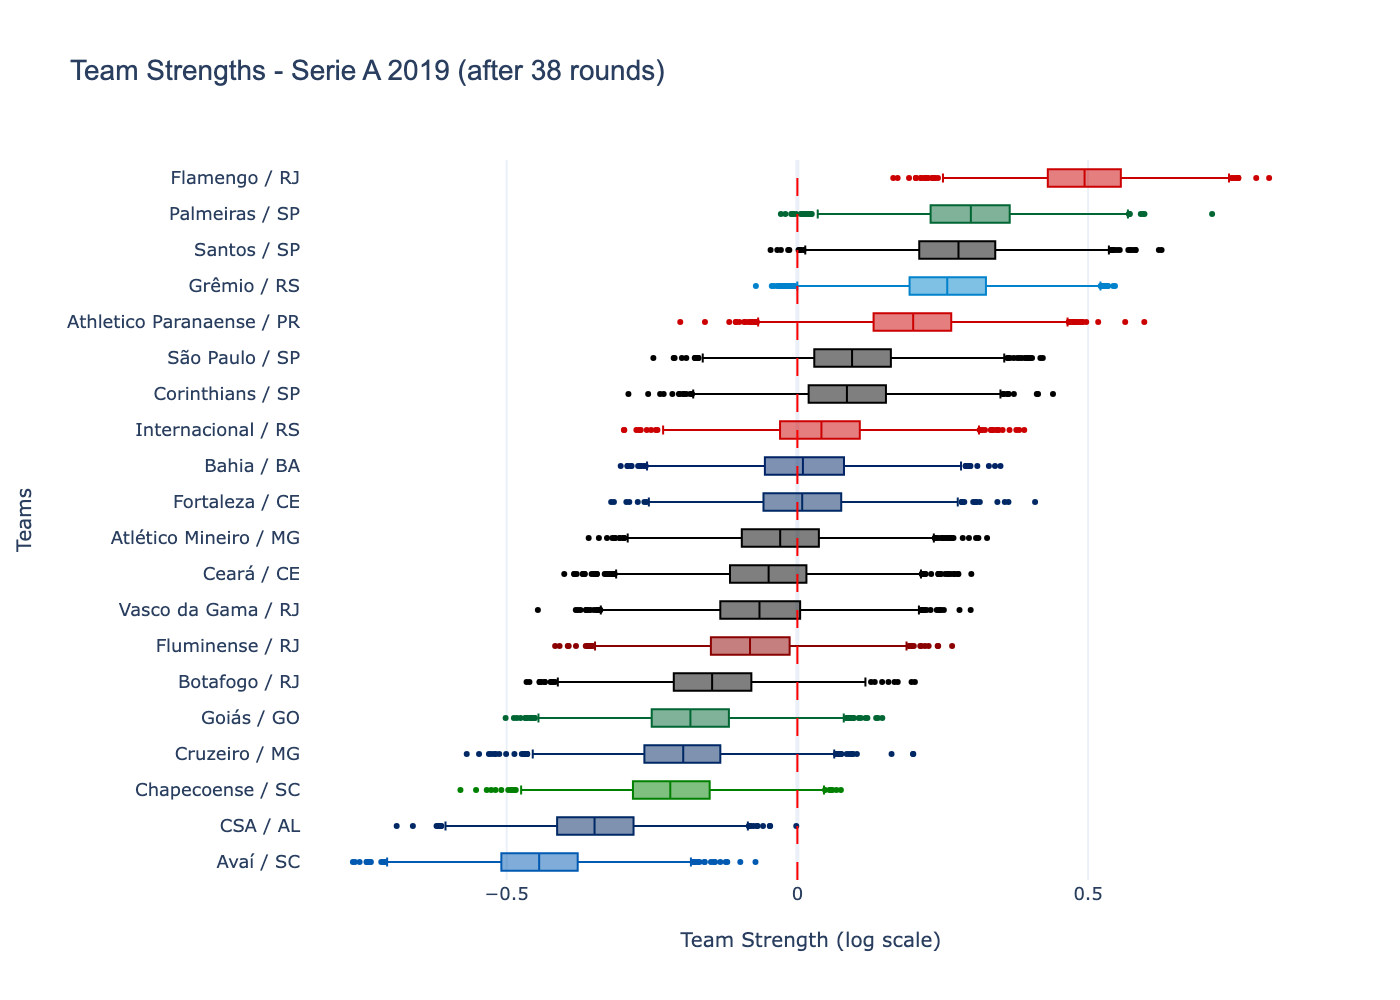 Team Strengths - Serie A 2019 (after 38 rounds)
Flamengo / RJ
Palmeiras / SP
Santos / SP
Grêmio / RS
Athletico Paranaense / PR
São Paulo / SP
Corinthians / SP
Internacional / RS
Bahia / BA
Fortaleza / CE
Atlético Mineiro / MG
Ceará / CE
Vasco da Gama / RJ
Fluminense / RJ
Botafogo / RJ
Goiás / GO
Cruzeiro / MG
Chapecoense / SC
CSA / AL
Avaí / SC
Teams
−0.5
0
0.5
Team Strength (log scale)